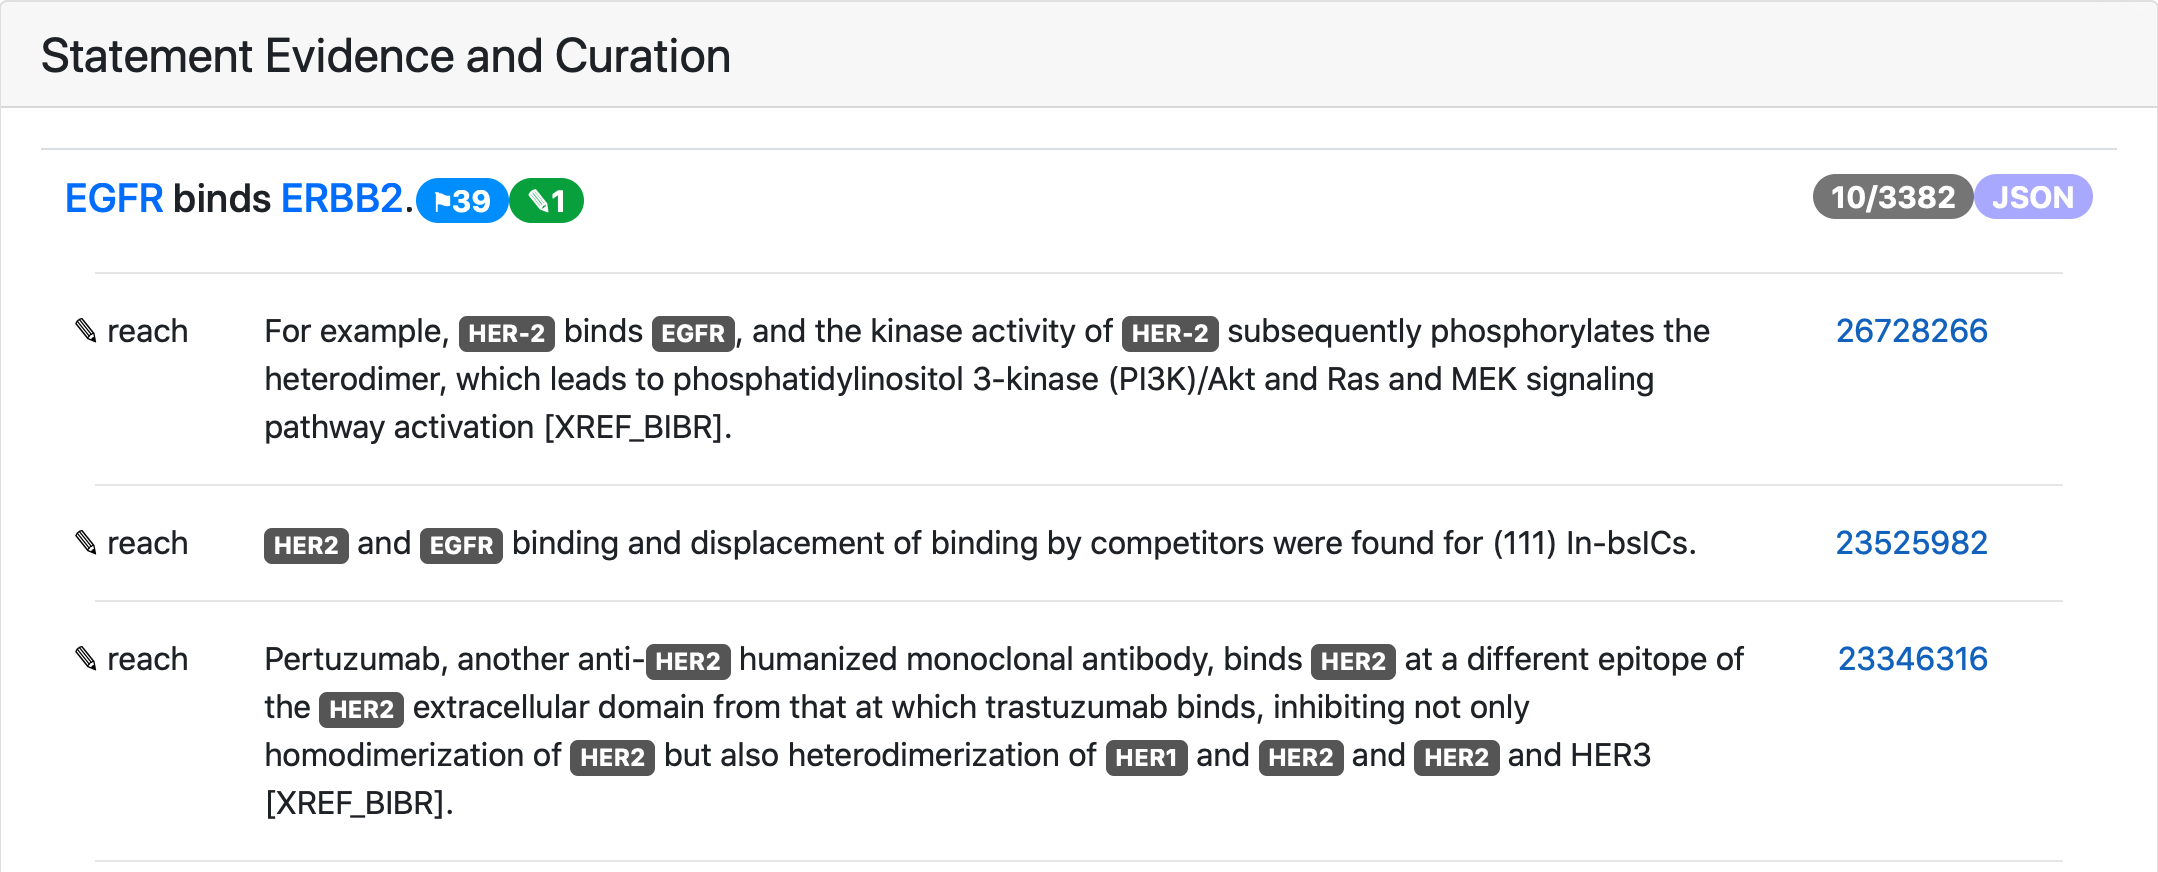 Statement Evidence and Curation
EGFR binds ERBB2. ⚑39 ✎1 10/3382 JSON
✎ reach For example, HER-2 binds EGFR, and the kinase activity of HER-2 subsequently phosphorylates the 26728266
heterodimer, which leads to phosphatidylinositol 3-kinase (PI3K)/Akt and Ras and MEK signaling
pathway activation [XREF_BIBR].
✎ reach HER2 and EGFR binding and displacement of binding by competitors were found for (111) In-bsICs. 23525982
✎ reach Pertuzumab, another anti-HER2 humanized monoclonal antibody, binds HER2 at a different epitope of 23346316
the HER2 extracellular domain from that at which trastuzumab binds, inhibiting not only
homodimerization of HER2 but also heterodimerization of HER1 and HER2 and HER2 and HER3
[XREF_BIBR].